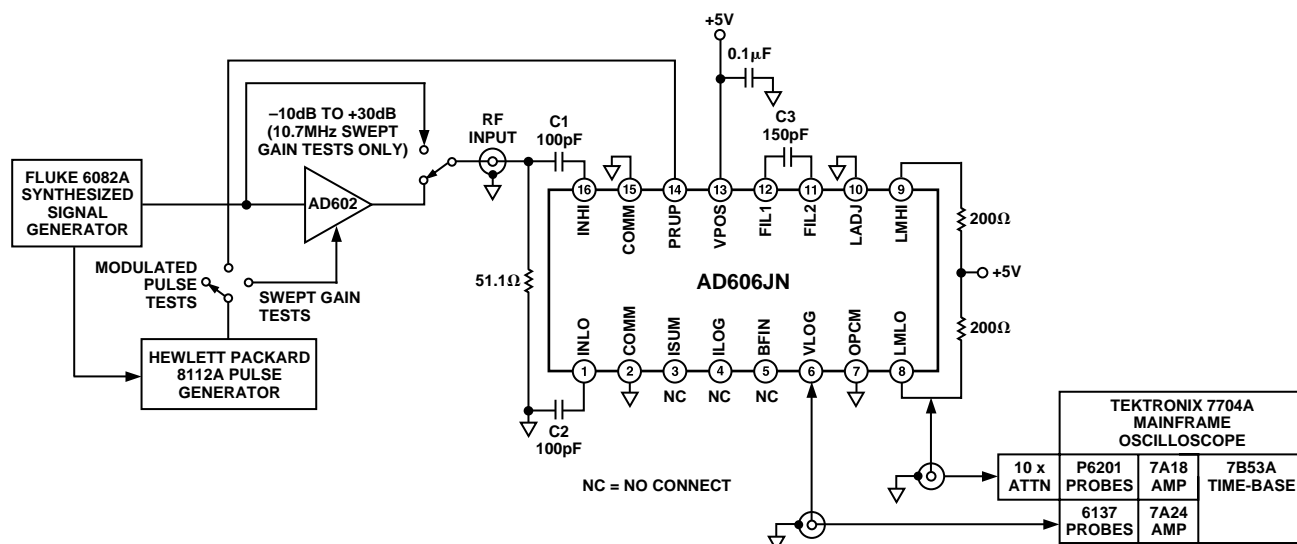 +5V
0.1μF
–10dB TO +30dB
(10.7MHz SWEPT
GAIN TESTS ONLY)
RF
INPUT
C1
100pF
C3
150pF
FLUKE 6082A
SYNTHESIZED
SIGNAL
GENERATOR
AD602
16
15
14
13
12
11
10
9
INHI
COMM
PRUP
VPOS
FIL1
FIL2
LADJ
LMHI
200Ω
+5V
200Ω
MODULATED
PULSE
TESTS
SWEPT GAIN
TESTS
51.1Ω
AD606JN
INLO
COMM
ISUM
ILOG
BFIN
VLOG
OPCM
LMLO
1
2
3
4
5
6
7
8
NC
NC
NC
HEWLETT PACKARD
8112A PULSE
GENERATOR
C2
100pF
NC = NO CONNECT
TEKTRONIX 7704A
MAINFRAME
OSCILLOSCOPE
10 x
ATTN
P6201
PROBES
7A18
AMP
7B53A
TIME-BASE
6137
PROBES
7A24
AMP